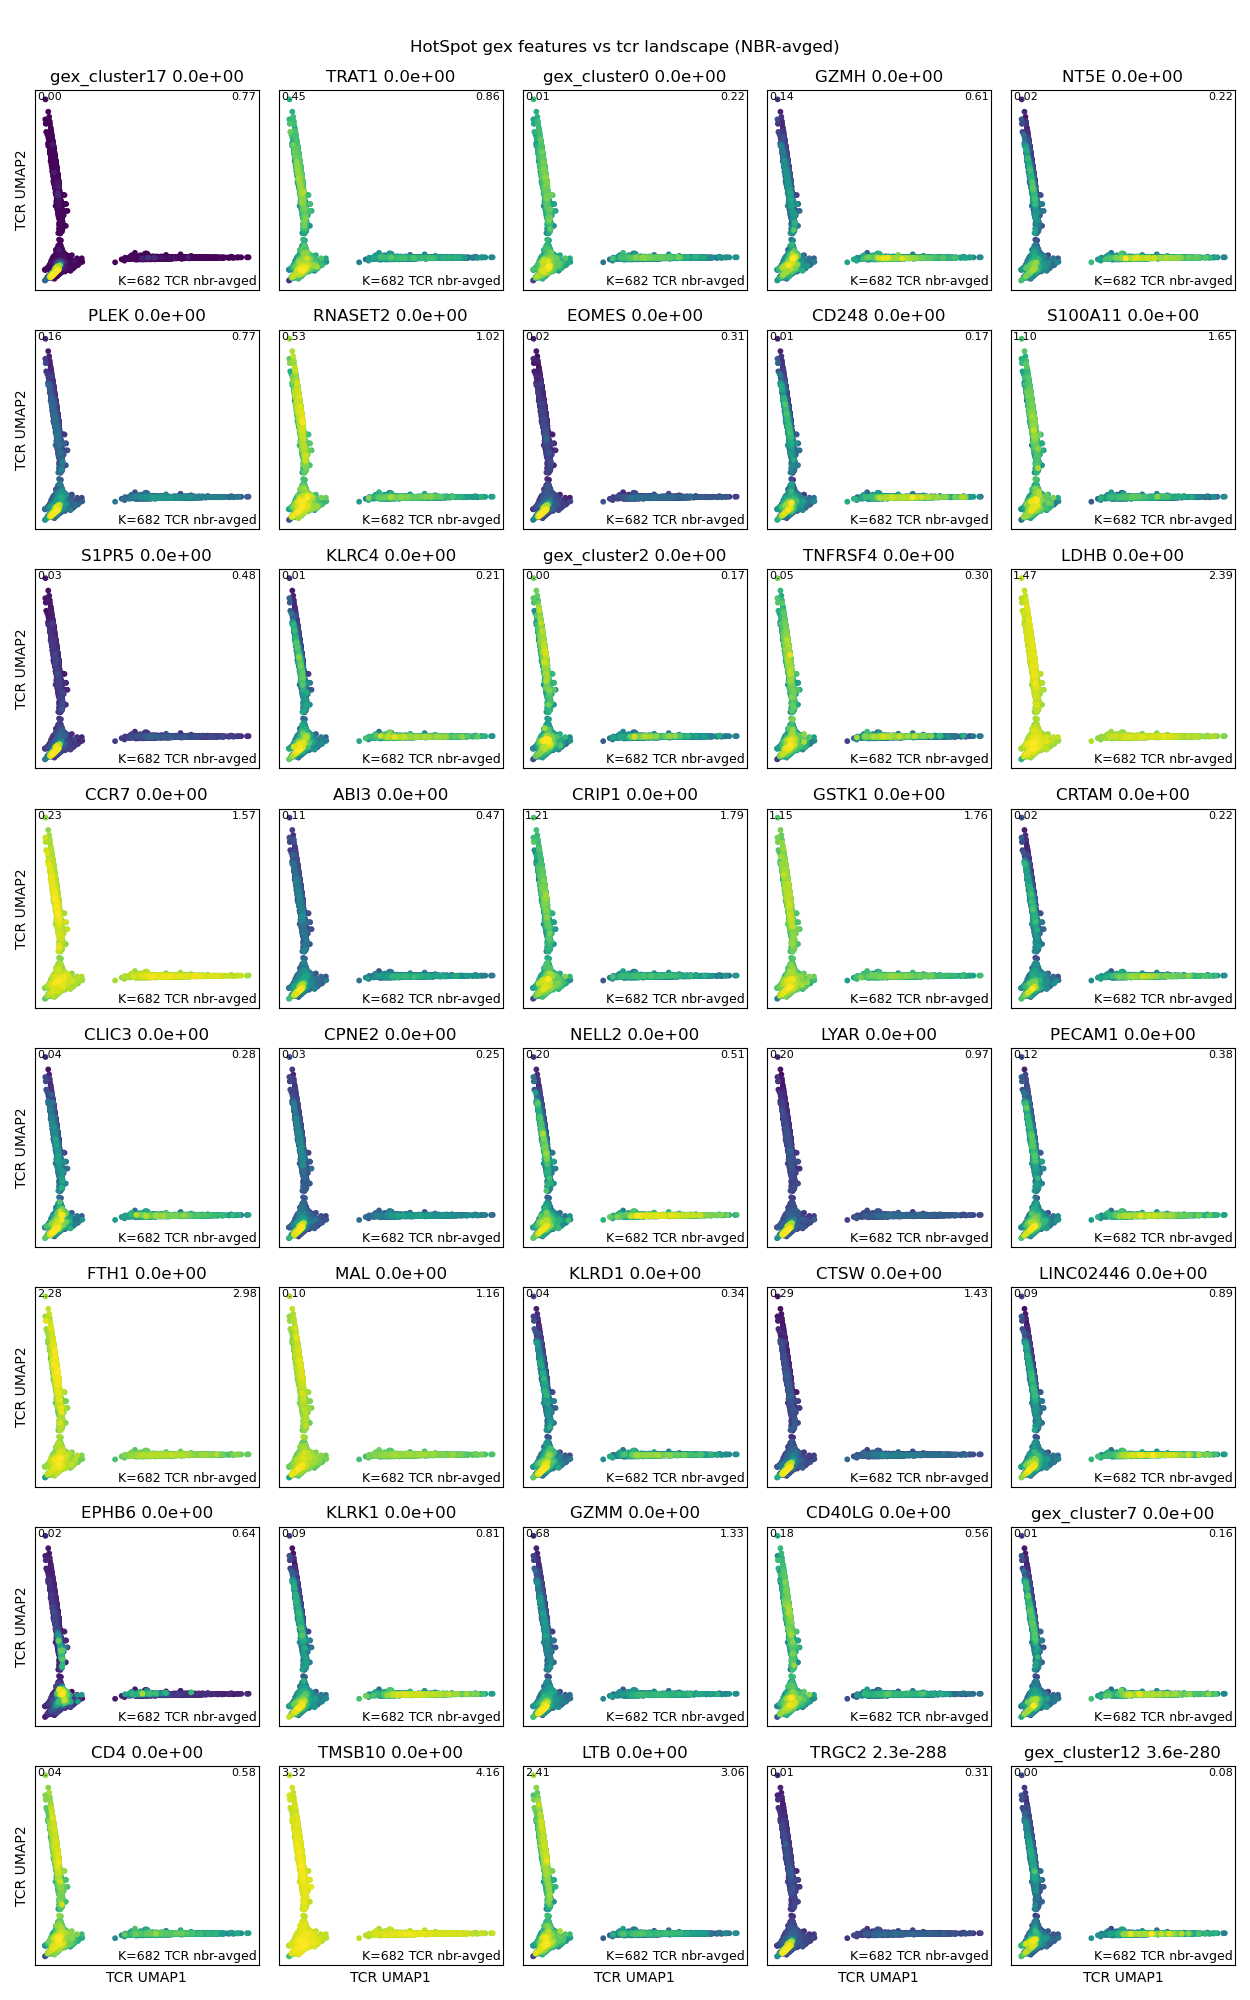 HotSpot gex features vs tcr landscape (NBR-avged)
gex_cluster17 0.0e+00 TRAT1 0.0e+00 gex_cluster0 0.0e+00 GZMH 0.0e+00 NT5E 0.0e+00
0.00 0.77 0.45 0.86 0.01 0.22 0.14 0.61 0.02 0.22
TCR UMAP2
K=682 TCR nbr-avged K=682 TCR nbr-avged K=682 TCR nbr-avged K=682 TCR nbr-avged K=682 TCR nbr-avged
PLEK 0.0e+00 RNASET2 0.0e+00 EOMES 0.0e+00 CD248 0.0e+00 S100A11 0.0e+00
0.16 0.77 0.53 1.02 0.02 0.31 0.01 0.17 1.10 1.65
TCR UMAP2
K=682 TCR nbr-avged K=682 TCR nbr-avged K=682 TCR nbr-avged K=682 TCR nbr-avged K=682 TCR nbr-avged
S1PR5 0.0e+00 KLRC4 0.0e+00 gex_cluster2 0.0e+00 TNFRSF4 0.0e+00 LDHB 0.0e+00
0.03 0.48 0.01 0.21 0.00 0.17 0.05 0.30 1.47 2.39
TCR UMAP2
K=682 TCR nbr-avged K=682 TCR nbr-avged K=682 TCR nbr-avged K=682 TCR nbr-avged K=682 TCR nbr-avged
CCR7 0.0e+00 ABI3 0.0e+00 CRIP1 0.0e+00 GSTK1 0.0e+00 CRTAM 0.0e+00
0.23 1.57 0.11 0.47 1.21 1.79 1.15 1.76 0.02 0.22
TCR UMAP2
K=682 TCR nbr-avged K=682 TCR nbr-avged K=682 TCR nbr-avged K=682 TCR nbr-avged K=682 TCR nbr-avged
CLIC3 0.0e+00 CPNE2 0.0e+00 NELL2 0.0e+00 LYAR 0.0e+00 PECAM1 0.0e+00
0.04 0.28 0.03 0.25 0.20 0.51 0.20 0.97 0.12 0.38
TCR UMAP2
K=682 TCR nbr-avged K=682 TCR nbr-avged K=682 TCR nbr-avged K=682 TCR nbr-avged K=682 TCR nbr-avged
FTH1 0.0e+00 MAL 0.0e+00 KLRD1 0.0e+00 CTSW 0.0e+00 LINC02446 0.0e+00
2.28 2.98 0.10 1.16 0.04 0.34 0.29 1.43 0.09 0.89
TCR UMAP2
K=682 TCR nbr-avged K=682 TCR nbr-avged K=682 TCR nbr-avged K=682 TCR nbr-avged K=682 TCR nbr-avged
EPHB6 0.0e+00 KLRK1 0.0e+00 GZMM 0.0e+00 CD40LG 0.0e+00 gex_cluster7 0.0e+00
0.02 0.64 0.09 0.81 0.68 1.33 0.18 0.56 0.01 0.16
TCR UMAP2
K=682 TCR nbr-avged K=682 TCR nbr-avged K=682 TCR nbr-avged K=682 TCR nbr-avged K=682 TCR nbr-avged
CD4 0.0e+00 TMSB10 0.0e+00 LTB 0.0e+00 TRGC2 2.3e-288 gex_cluster12 3.6e-280
0.04 0.58 3.32 4.16 2.41 3.06 0.01 0.31 0.00 0.08
TCR UMAP2
K=682 TCR nbr-avged K=682 TCR nbr-avged K=682 TCR nbr-avged K=682 TCR nbr-avged K=682 TCR nbr-avged
TCR UMAP1 TCR UMAP1 TCR UMAP1 TCR UMAP1 TCR UMAP1